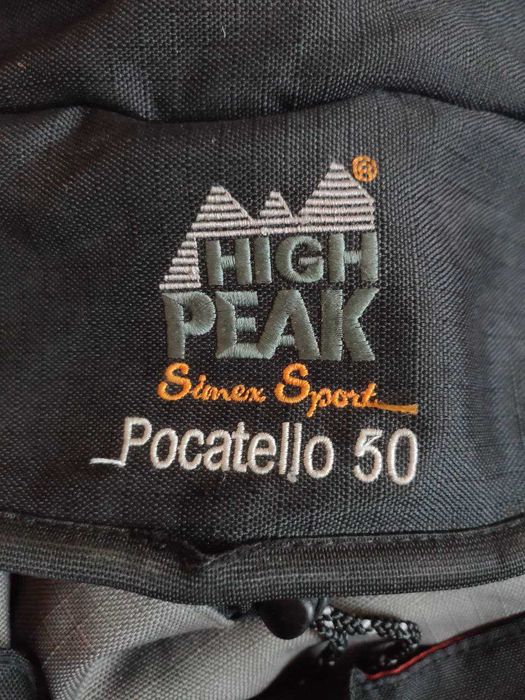 ®
HIGH
PEAK
Simex Sport
Pocatello 50